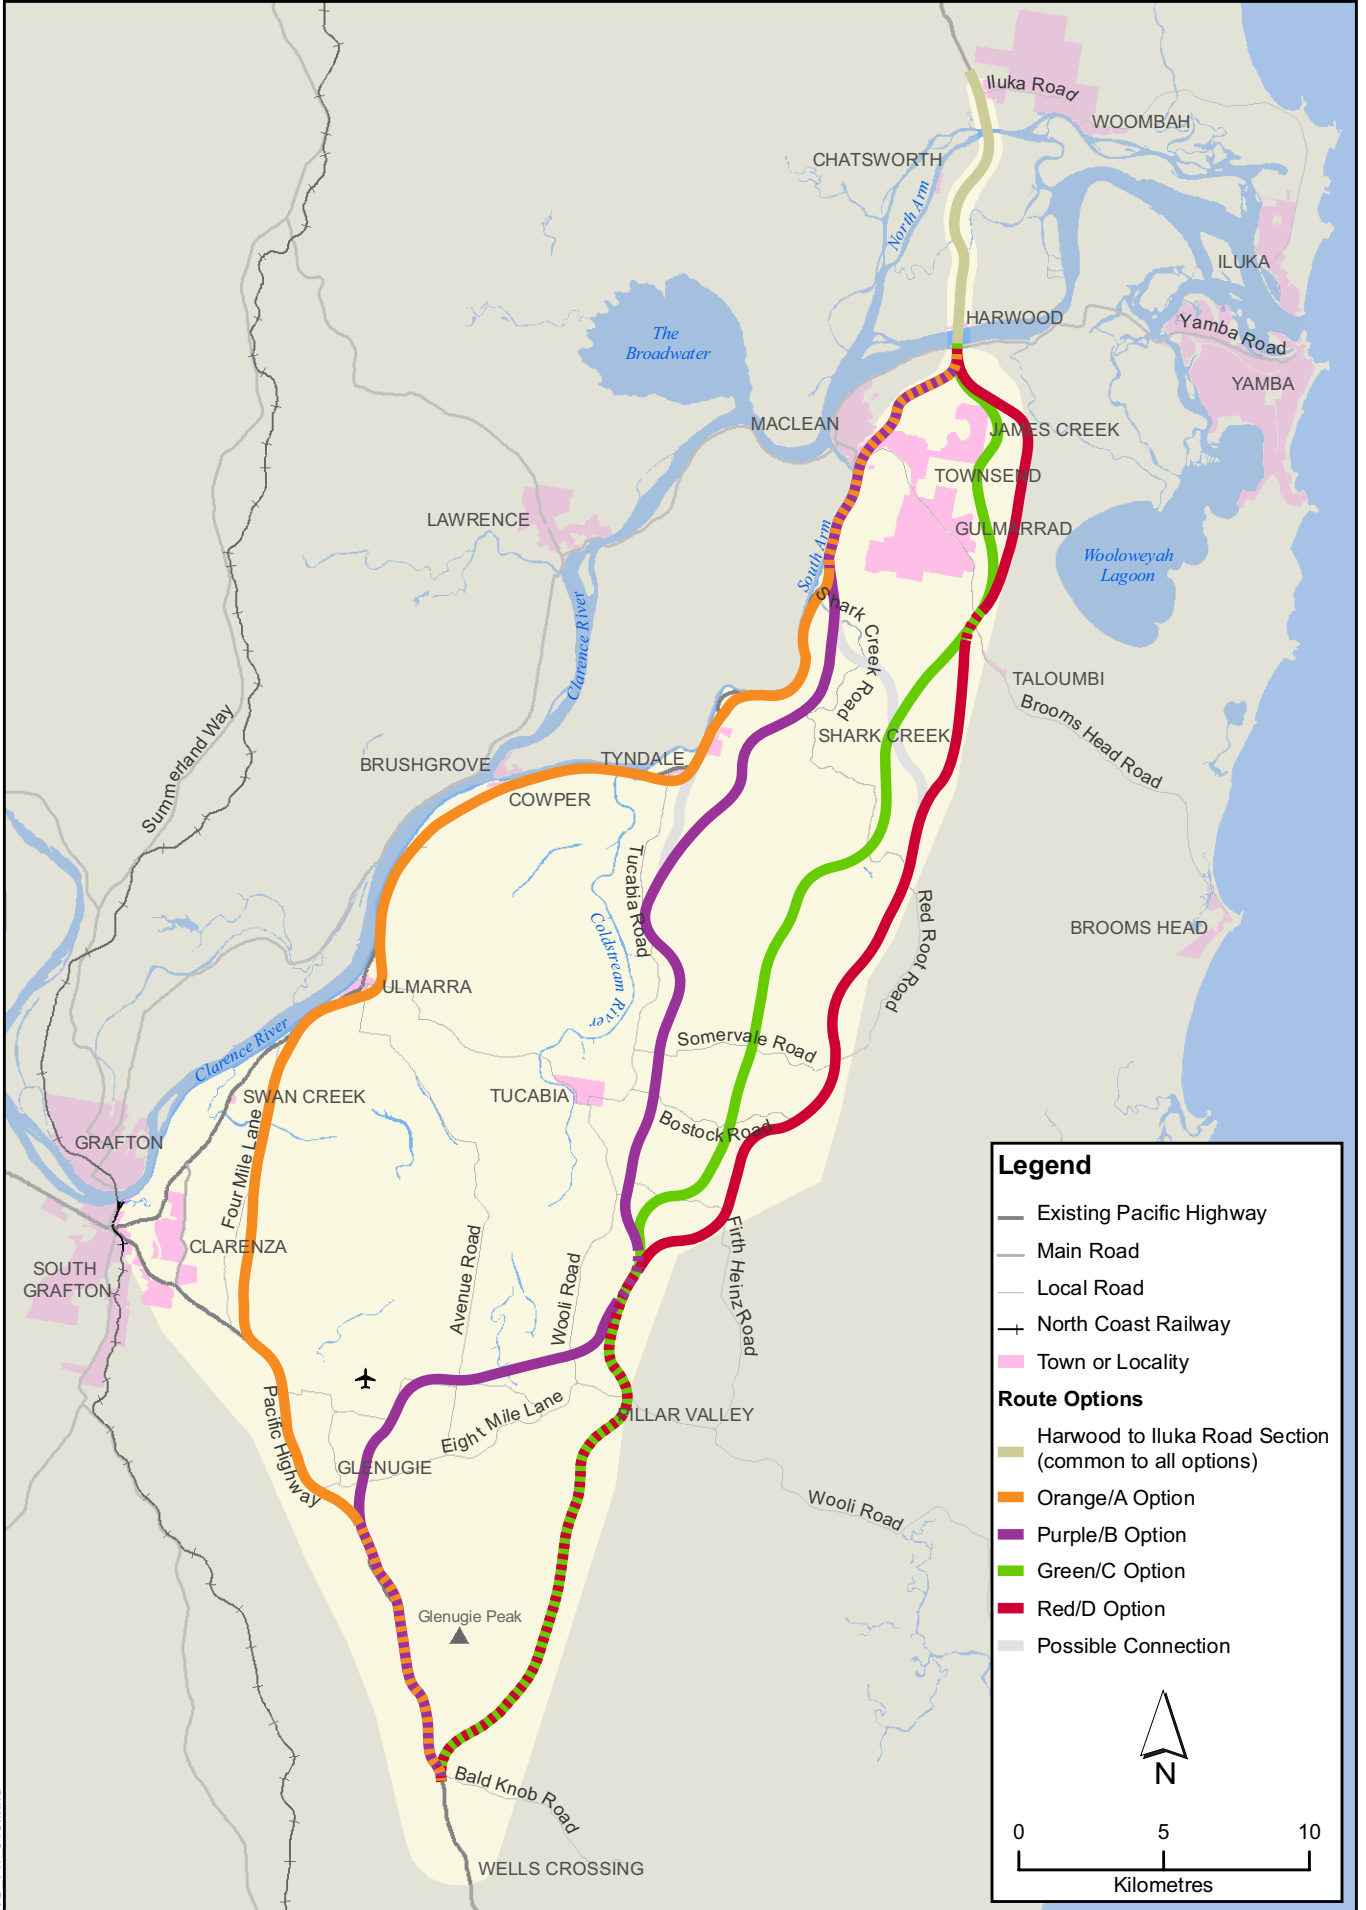 Iluka Road
WOOMBAH
CHATSWORTH
North Arm
ILUKA
HARWOOD
Yamba Road
The
Broadwater
YAMBA
MACLEAN
JAMES CREEK
TOWNSEND
LAWRENCE
GULMARRAD
South Arm
Wooloweyah
Lagoon
Clarence River
Shark Creek Road
TALOUMBI
Brooms Head Road
Summerland Way
SHARK CREEK
TYNDALE
BRUSHGROVE
COWPER
Tucabia Road
Red Root Road
BROOMS HEAD
Coldstream River
ULMARRA
Clarence River
Somervale Road
SWAN CREEK
TUCABIA
Bostock Road
GRAFTON
Four Mile Lane
CLARENZA
SOUTH
GRAFTON
Avenue Road
Wooli Road
Firth Heinz Road
Pacific Highway
Eight Mile Lane
PILLAR VALLEY
GLENUGIE
Wooli Road
Glenugie Peak
Bald Knob Road
WELLS CROSSING
Legend
Existing Pacific Highway
Main Road
Local Road
North Coast Railway
Town or Locality
Route Options
Harwood to Iluka Road Section
(common to all options)
Orange/A Option
Purple/B Option
Green/C Option
Red/D Option
Possible Connection
N
0 5 10
Kilometres